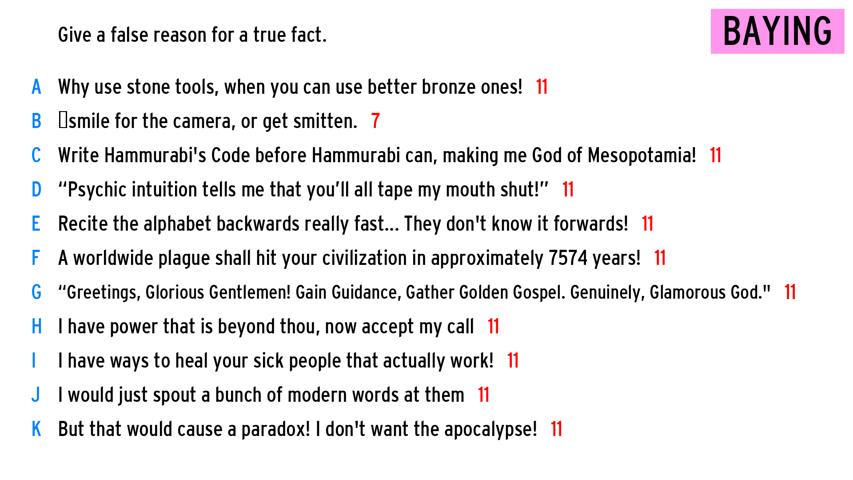 Give a false reason for a true fact.
BAYING
A Why use stone tools, when you can use better bronze ones! 11
B smile for the camera, or get smitten. 7
C Write Hammurabi's Code before Hammurabi can, making me God of Mesopotamia! 11
D “Psychic intuition tells me that you’ll all tape my mouth shut!” 11
E Recite the alphabet backwards really fast... They don't know it forwards! 11
F A worldwide plague shall hit your civilization in approximately 7574 years! 11
G “Greetings, Glorious Gentlemen! Gain Guidance, Gather Golden Gospel. Genuinely, Glamorous God." 11
H I have power that is beyond thou, now accept my call 11
I I have ways to heal your sick people that actually work! 11
J I would just spout a bunch of modern words at them 11
K But that would cause a paradox! I don't want the apocalypse! 11